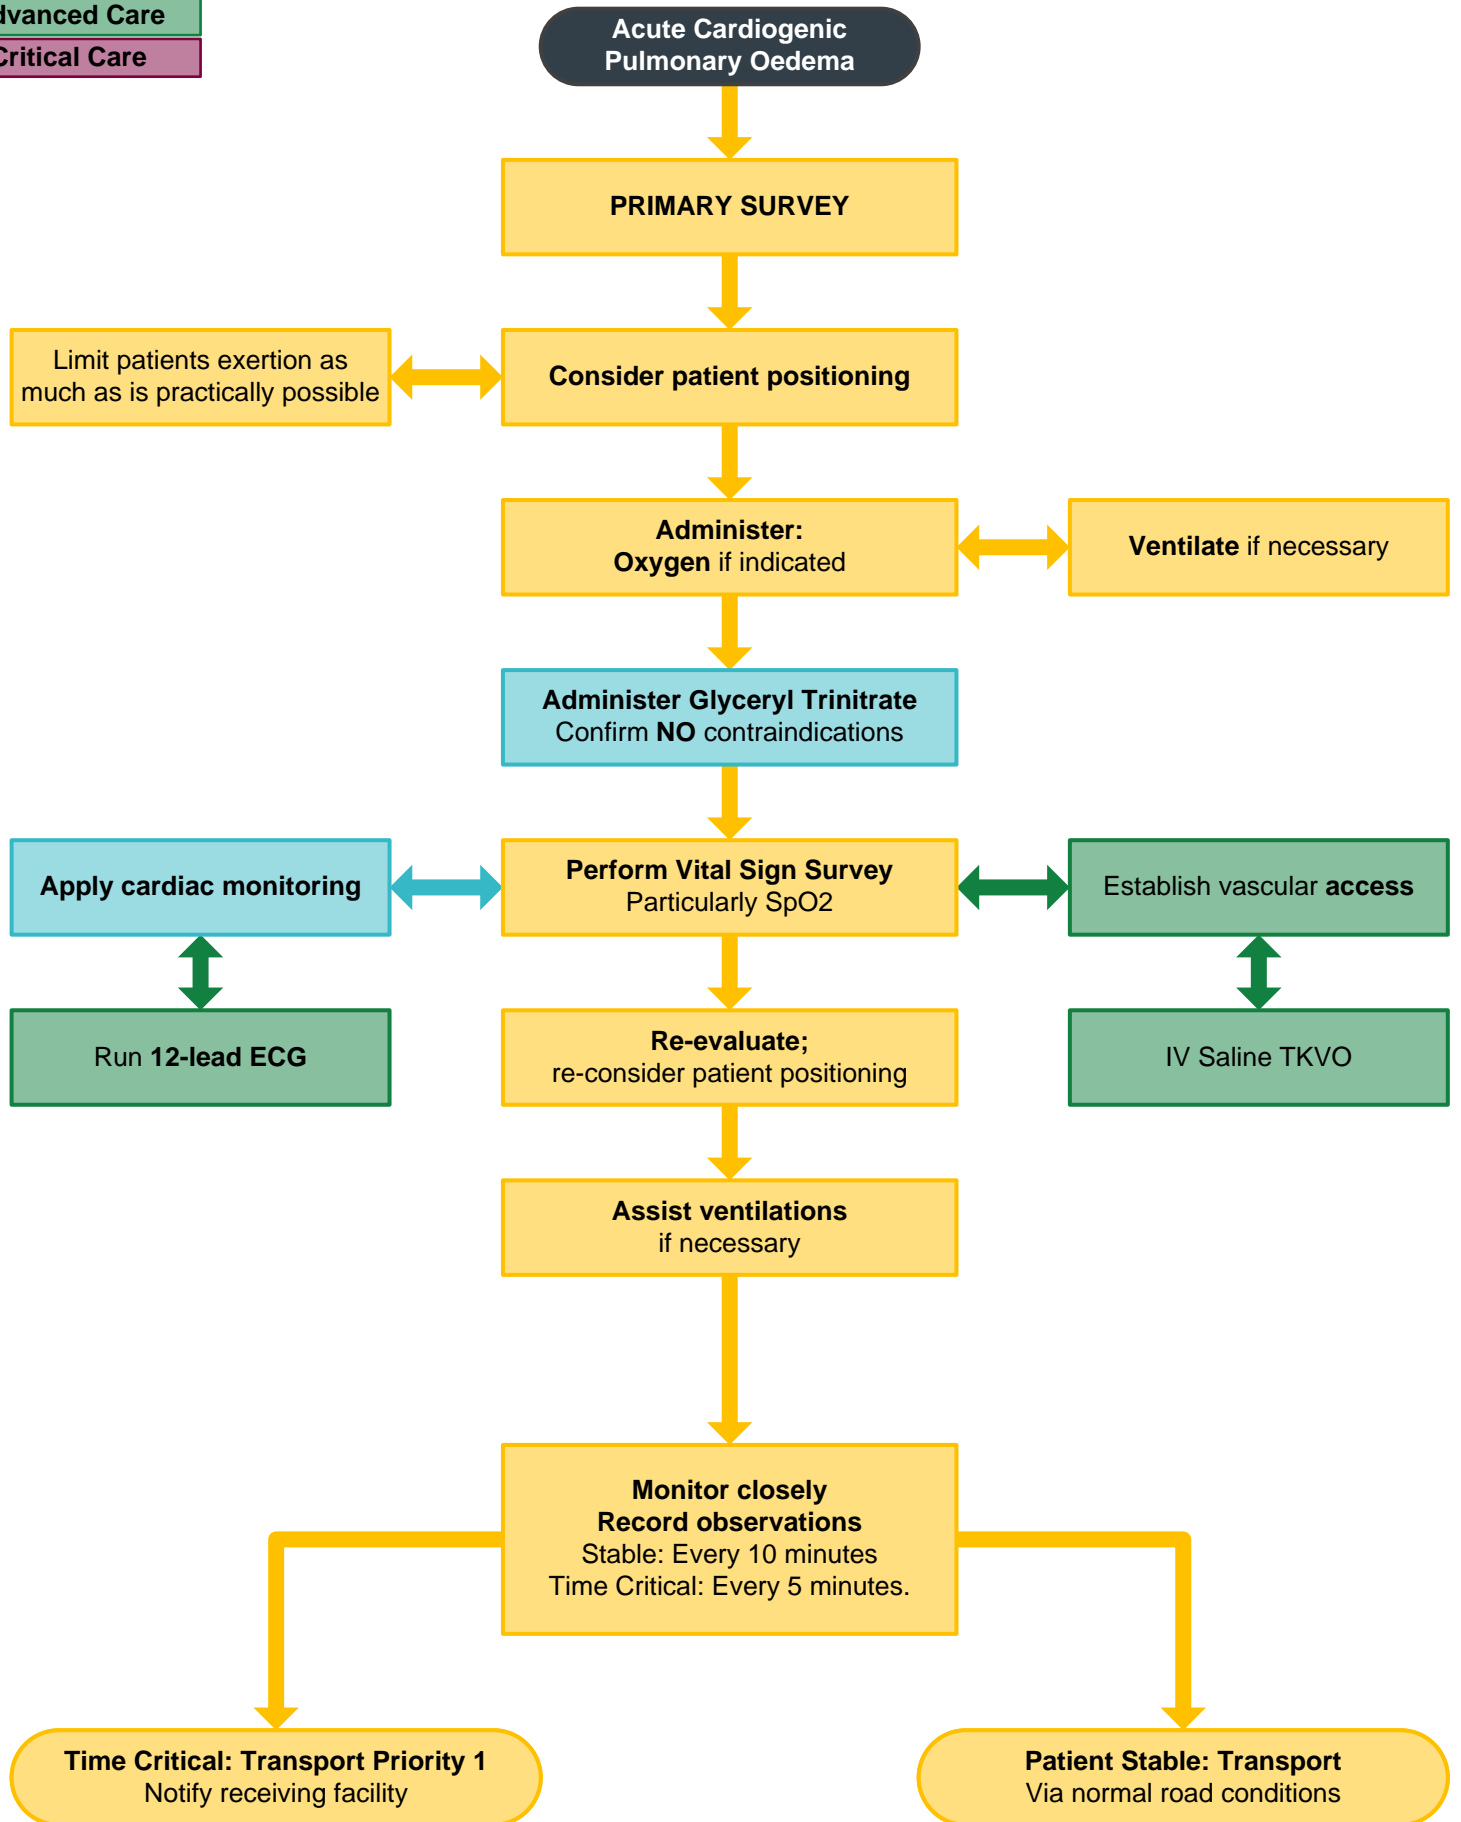 dvanced Care
Critical Care
Acute Cardiogenic
Pulmonary Oedema
PRIMARY SURVEY
Limit patients exertion as
much as is practically possible
Consider patient positioning
Administer:
Oxygen if indicated
Ventilate if necessary
Administer Glyceryl Trinitrate
Confirm NO contraindications
Apply cardiac monitoring
Perform Vital Sign Survey
Particularly SpO2
Establish vascular access
Run 12-lead ECG
Re-evaluate;
re-consider patient positioning
IV Saline TKVO
Assist ventilations
if necessary
Monitor closely
Record observations
Stable: Every 10 minutes
Time Critical: Every 5 minutes.
Time Critical: Transport Priority 1
Notify receiving facility
Patient Stable: Transport
Via normal road conditions